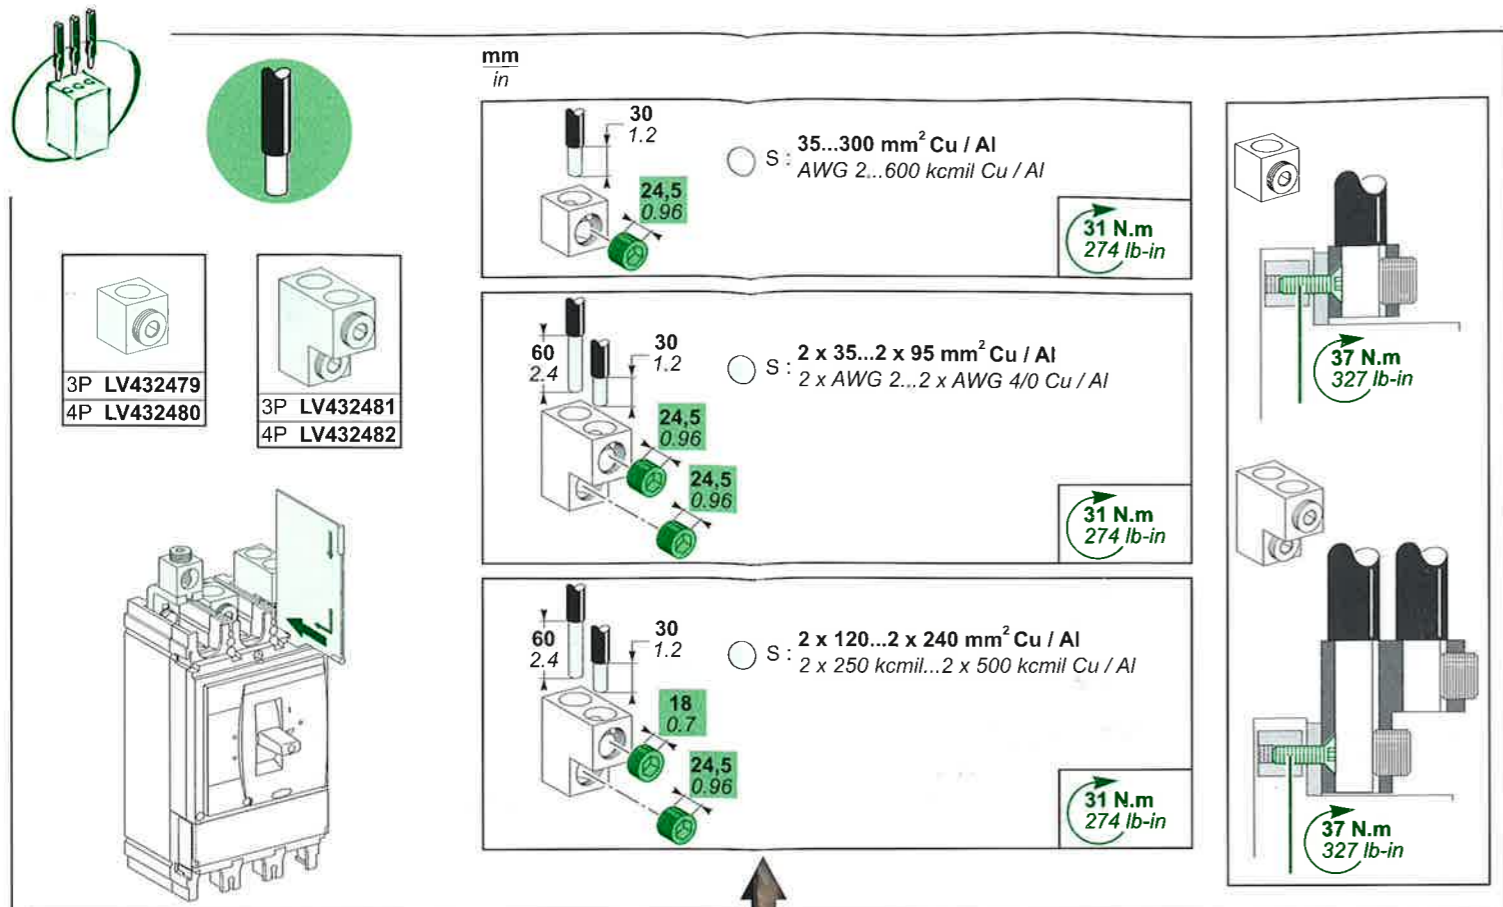 mm
in
3P LV432479
4P LV432480
3P LV432481
4P LV432482
30
1.2
24,5
0.96
S : 35...300 mm² Cu / Al
AWG 2...600 kcmil Cu / Al
31 N.m
274 lb-in
60
2.4
30
1.2
24,5
0.96
24,5
0.96
S : 2 x 35...2 x 95 mm² Cu / Al
2 x AWG 2...2 x AWG 4/0 Cu / Al
31 N.m
274 lb-in
60
2.4
30
1.2
18
0.7
24,5
0.96
S : 2 x 120...2 x 240 mm² Cu / Al
2 x 250 kcmil...2 x 500 kcmil Cu / Al
31 N.m
274 lb-in
37 N.m
327 lb-in
37 N.m
327 lb-in